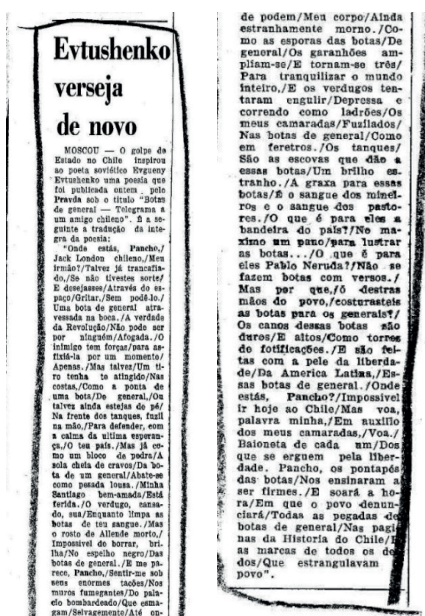 Evtushenko
verseja
de novo
MOSCOU — O golpe de
Estado no Chile inspirou
ao poeta soviético Evgueny
Evtushenko uma poesia que
foi publicada ontem pelo
Pravda sob o título "Botas
de general — Telegrama a
um amigo chileno". É a se-
guinte a tradução da ínte-
gra da poesia:
"Onde estás, Pancho,/
Jack London chileno,/Meu
irmão?/Talvez já trancafia-
do,/Se não tivestes sorte/
E desejasses/Através do es-
paço/Gritar,/Sem podê-lo./
Uma bota de general atra-
vessada na boca./A verdade
da Revolução/Não pode ser
por ninguém/Afogada./O
inimigo tem forças/para as-
fixiá-la por um momento/
Apenas./Mas talvez/Um ti-
ro tenha te atingido/Nas
costas,/Como a ponta de
uma bota/De general,/Ou
talvez ainda estejas de pé/
Na frente dos tanques, fuzil
na mão,/Para defender, com
a calma da ultima esperan-
ça,/O teu país./Mas já co-
mo um bloco de pedra/A
sola cheia de cravos/Da bo-
ta de um general/Abate-se
como pesada lousa./Minha
Santiago bem-amada/Está
ferida./O verdugo, cansa-
do, sua/Enquanto limpa as
botas de teu sangue./Mas
o rosto de Allende morto,/
Impossível de borrar, bri-
lha/No espelho negro/Das
botas de general./E me pa-
rece, Pancho,/Sentir-me sob
seus enormes tacões/Nos
muros fumegantes/Do palá-
cio bombardeado/Que esma-
gam/Selvagemente/Até on-
de podem/Meu corpo/Ainda
estranhamente morno./Co-
mo as esporas das botas/De
general/Os garanhões am-
pliam-se/E tornam-se três/
Para tranquilizar o mundo
inteiro,/E os verdugos ten-
taram engulir/Depressa e
correndo como ladrões/Os
meus camaradas/Fuzilados/
Nas botas de general/Como
em feretros./Os tanques/
São as escovas que dão a
essas botas/Um brilho es-
tranho./A graxa para essas
botas/É o sangue dos minei-
ros e o sangue dos pasto-
res./O que é para eles a
bandeira do país?/No ma-
ximo um pano/para lustrar
as botas.../O que é para
eles Pablo Neruda?/Não se
fazem botas com versos./
Mas por que,/ó destras
mãos do povo,/costurasteis
as botas para os generais?/
Os canos dessas botas são
duros/E altos/Como torres
de fotificações./E são fei-
tas com a pele da liberda-
de/Da America Latina,/Es-
sas botas de general./Onde
estás, Pancho?/Impossível
ir hoje ao Chile/Mas voa,
palavra minha,/Em auxílio
dos meus camaradas,/Voa./
Baioneta de cada um/Dos
que se erguem pela liber-
dade. Pancho, os pontapés
das botas/Nos ensinaram a
ser firmes./E soará a ho-
ra/Em que o povo denun-
ciará/Todas as pegadas de
botas de general/Nas pagi-
nas da Historia do Chile/E
as marcas de todos os de-
dos/Que estrangulavam o
povo".